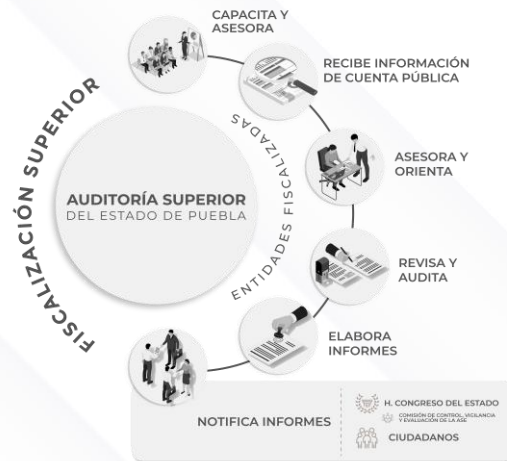 CAPACITA Y
ASESORA
RECIBE INFORMACIÓN
DE CUENTA PÚBLICA
FISCALIZACIÓN SUPERIOR
ENTIDADES FISCALIZADAS
AUDITORÍA SUPERIOR
DEL ESTADO DE PUEBLA
ASESORA Y
ORIENTA
REVISA Y
AUDITA
ELABORA
INFORMES
NOTIFICA INFORMES
H. CONGRESO DEL ESTADO
COMISIÓN DE CONTROL, VIGILANCIA
Y EVALUACIÓN DE LA ASE
CIUDADANOS